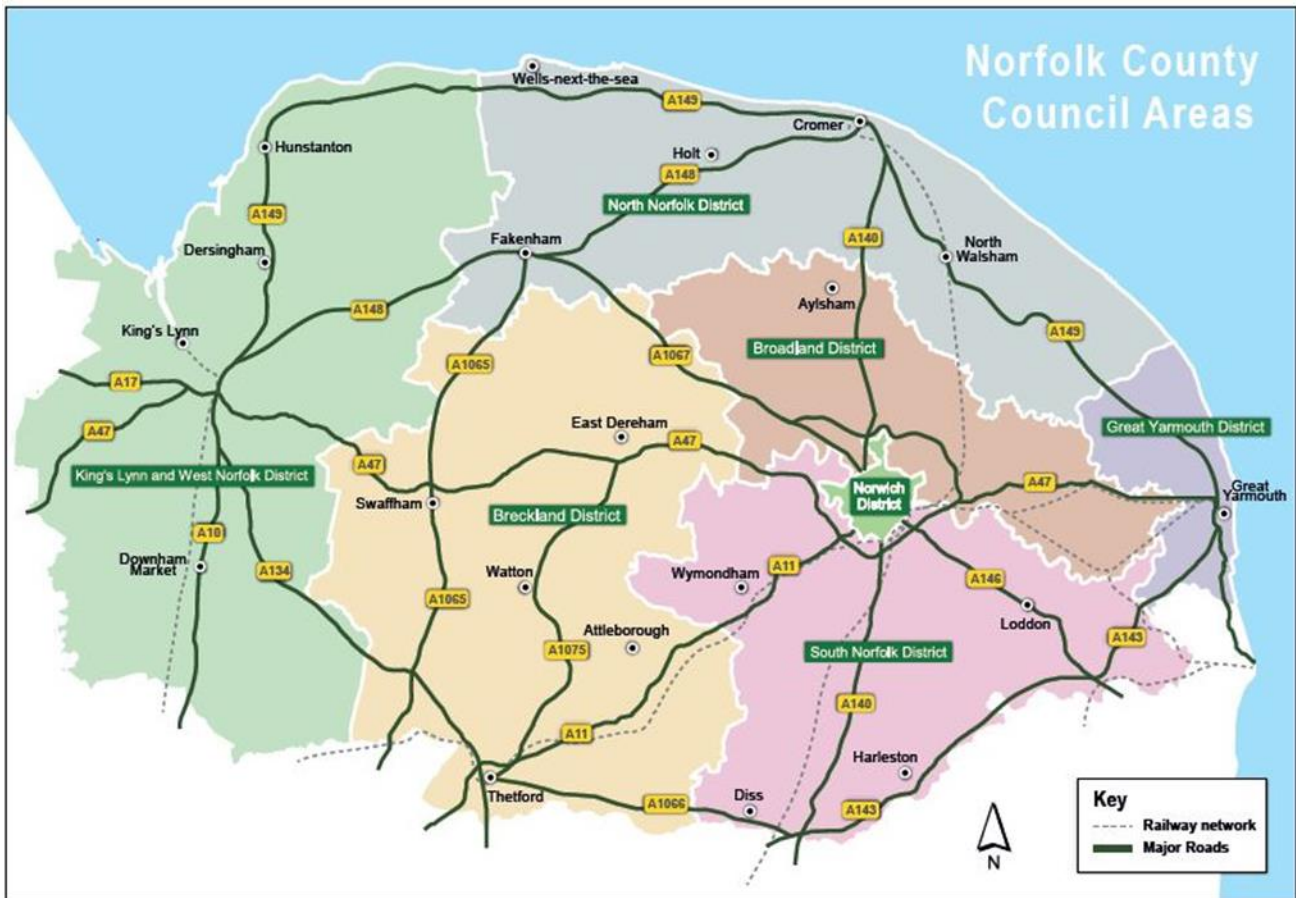 Norfolk County
Council Areas
Wells-next-the-sea
A149
Cromer
Hunstanton
Holt
A148
North Norfolk District
A149
Dersingham
Fakenham
A140
North
Walsham
Aylsham
A148
King's Lynn
A149
Broadland District
A1065
A1067
A17
A47
East Dereham
A47
Great Yarmouth District
King's Lynn and West Norfolk District
A47
Swaffham
Breckland District
Norwich
District
A47
Great
Yarmouth
A10
Downham
Market
A134
Watton
Wymondham
A11
A146
A1065
Loddon
Attleborough
A1075
South Norfolk District
A143
A140
A11
Harleston
Thetford
A1066
Diss
A143
N
Key
Railway network
Major Roads